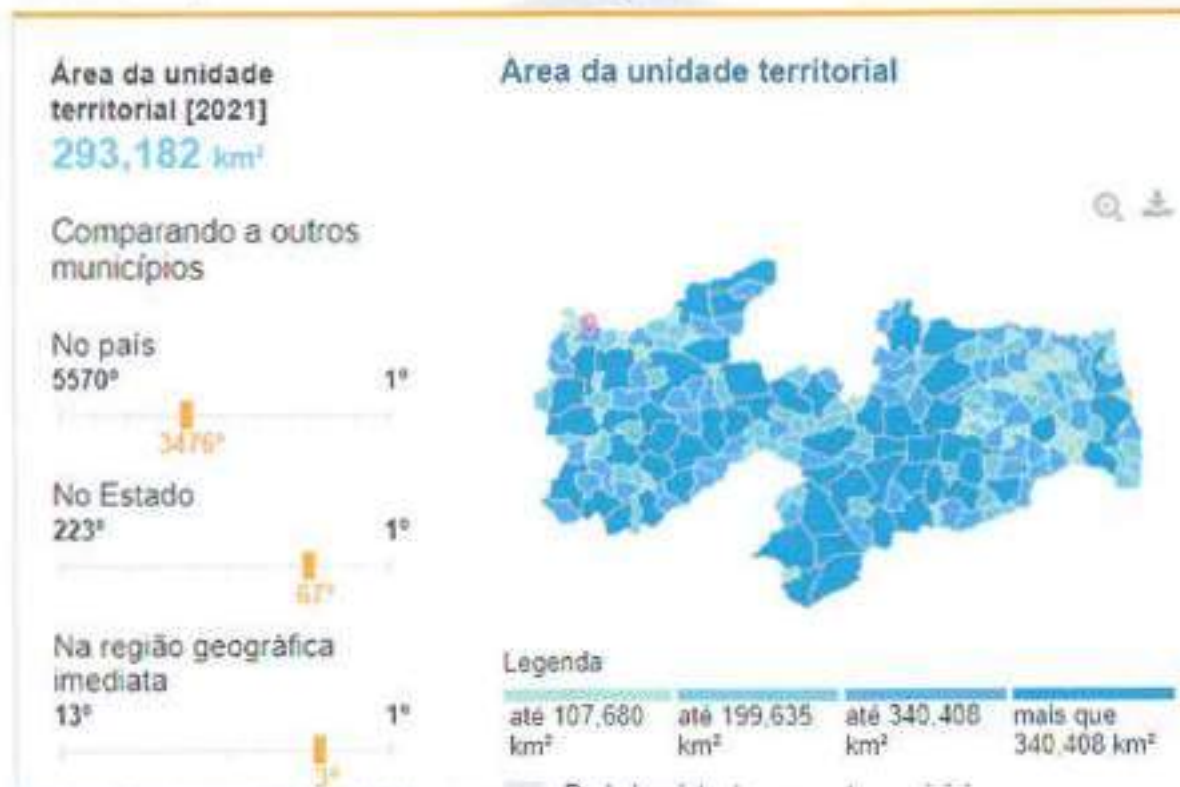 Área da unidade
territorial [2021]
293,182 km²
Comparando a outros
municípios
No país
5570º 1º
3476º
No Estado
223º 1º
67º
Na região geográfica
imediata
13º 1º
3º
Área da unidade territorial
Legenda
até 107,680
km²
até 199,635
km²
até 340,408
km²
mais que
340,408 km²